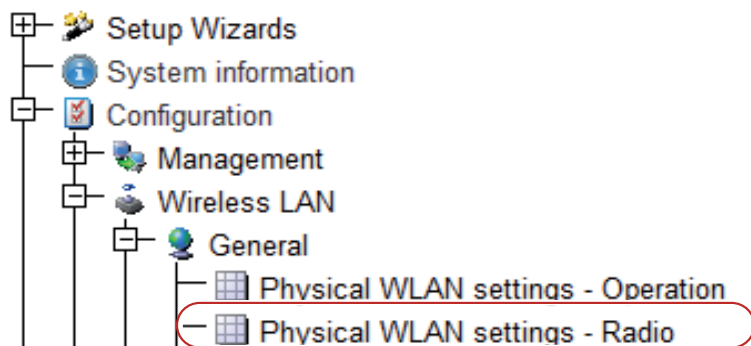 Setup Wizards
System information
Configuration
Management
Wireless LAN
General
Physical WLAN settings - Operation
Physical WLAN settings - Radio